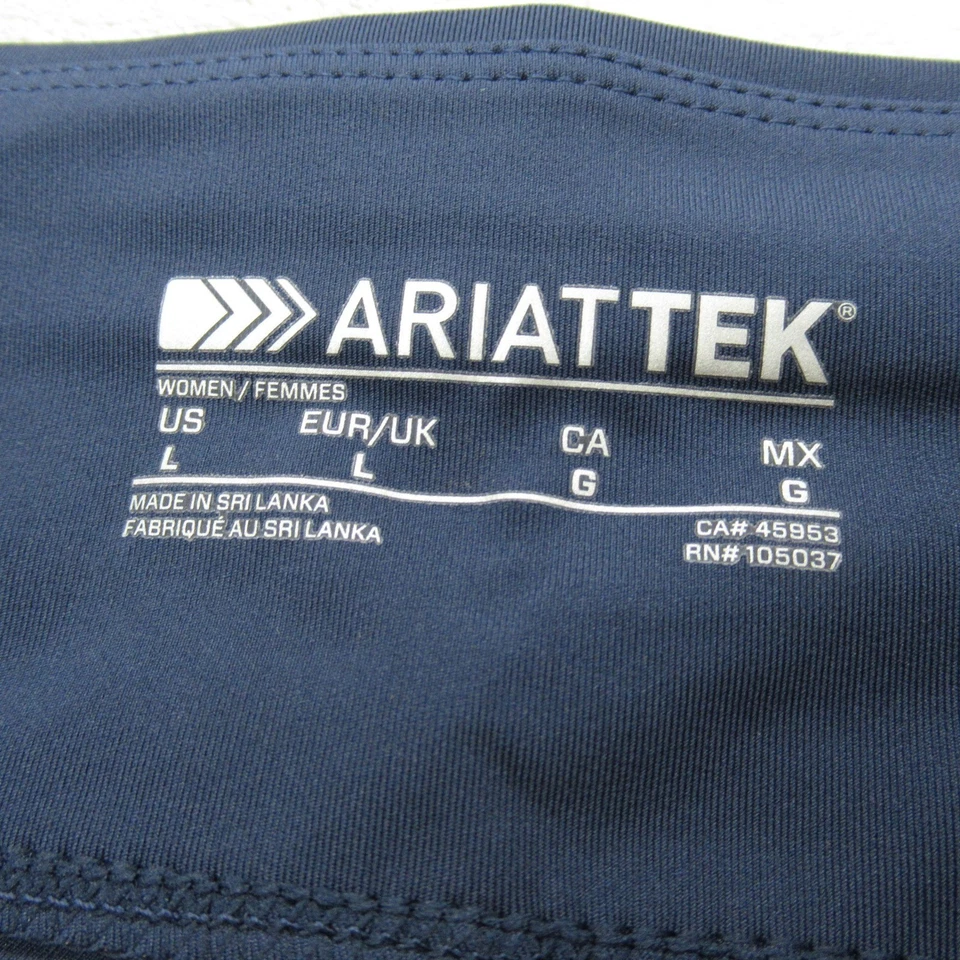 ARIATTEK®
WOMEN / FEMMES
US EUR/UK CA MX
L L G G
MADE IN SRI LANKA
FABRIQUÉ AU SRI LANKA
CA# 45953
RN# 105037